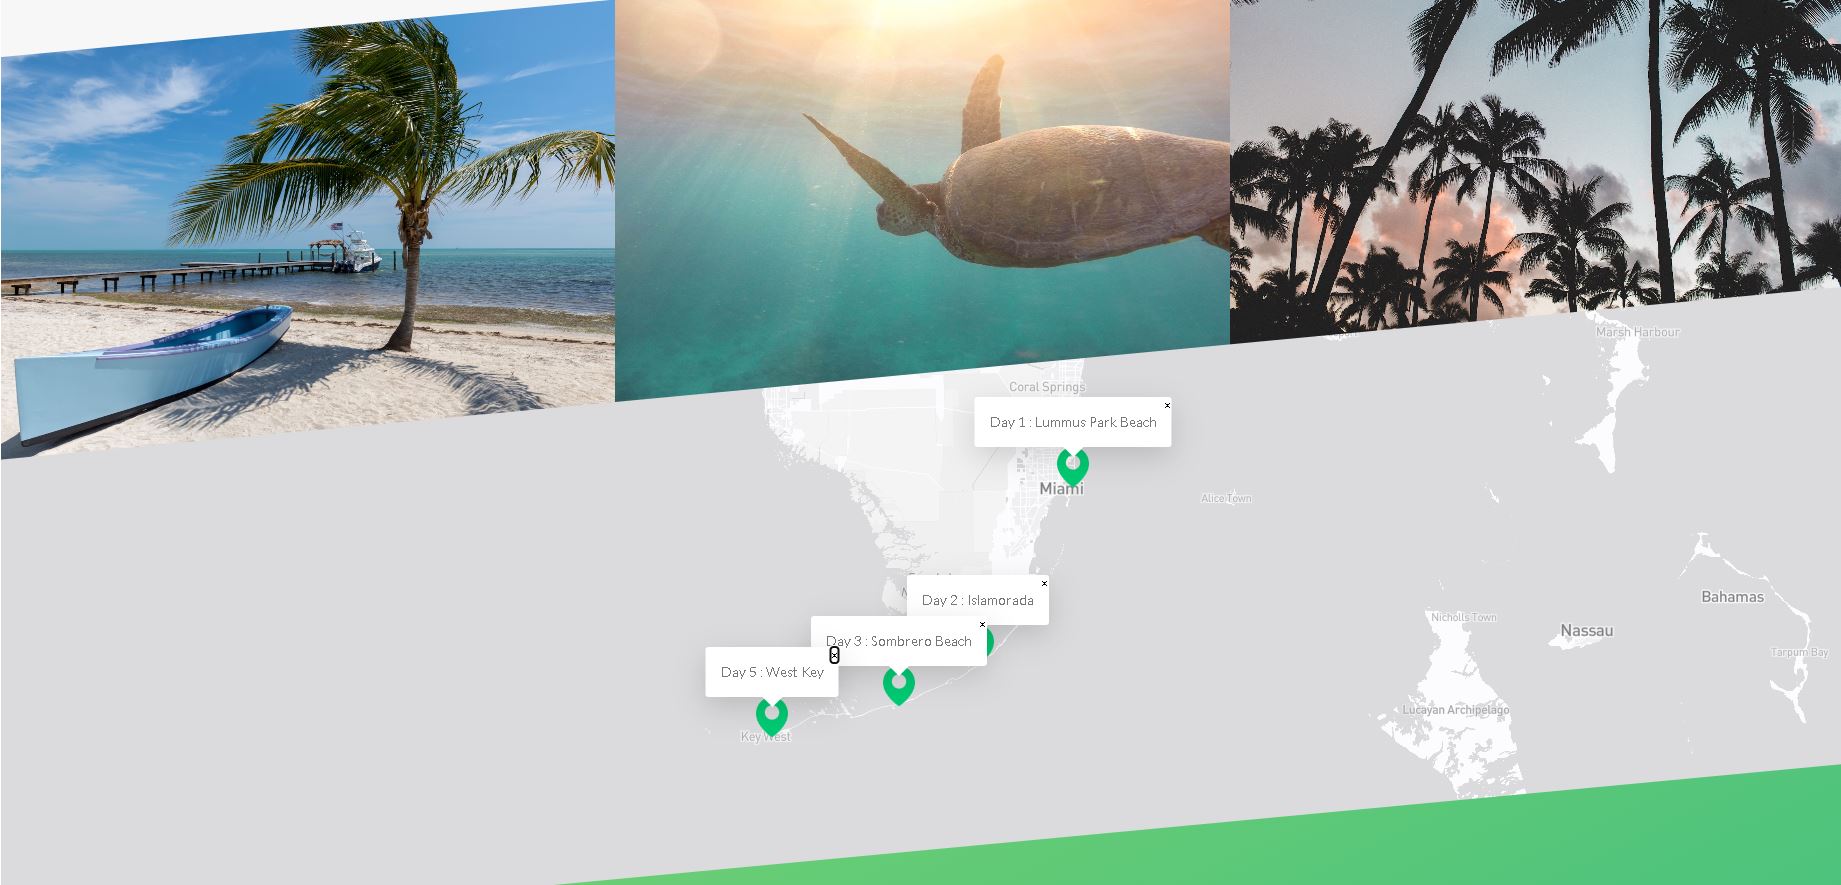 Marsh Harbour
Coral Springs
Day 1 : Lummus Park Beach
Miami
Alice Town
Day 2 : Islamorada
Bahamas
Nicholls Town
Nassau
Day 3 : Sombrero Beach
Tarpum Bay
Day 5 : West Key
Lucayan Archipelago
Key West